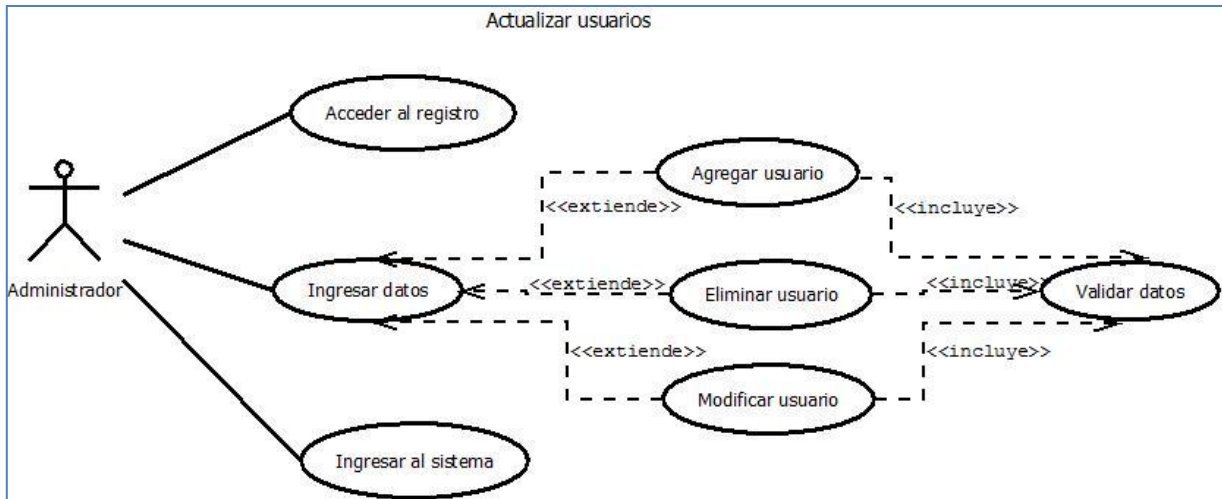 Actualizar usuarios
Acceder al registro
Agregar usuario
<<extiende>>
<<incluye>>
Administrador
Ingresar datos
<<extiende>>
Eliminar usuario
<<incluye>>
Validar datos
<<extiende>>
<<incluye>>
Modificar usuario
Ingresar al sistema